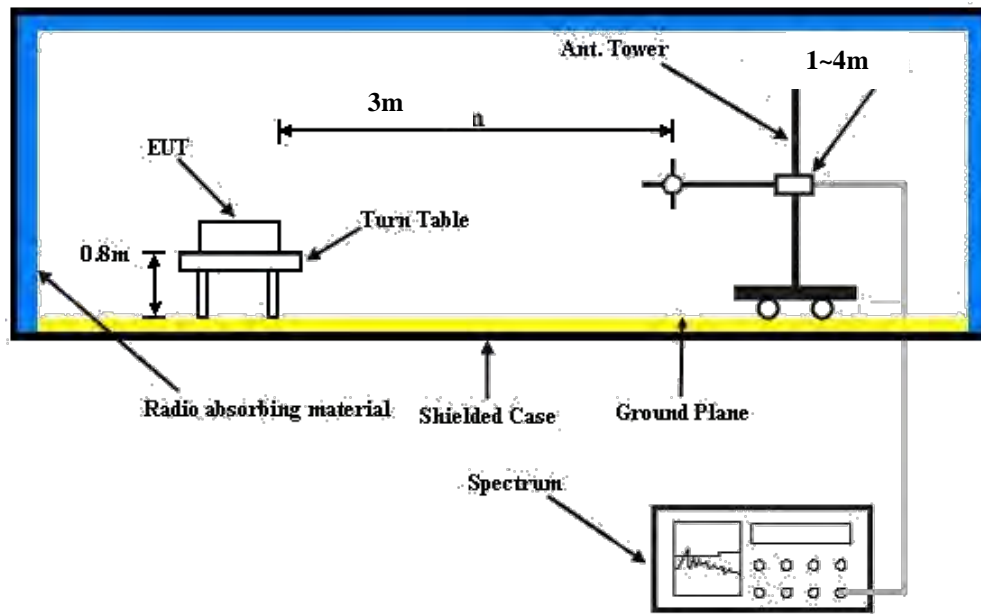 Ant. Tower
1~4m
3m
n
EUT
Turn Table
0.8m
Radio absorbing material
Shielded Case
Ground Plane
Spectrum